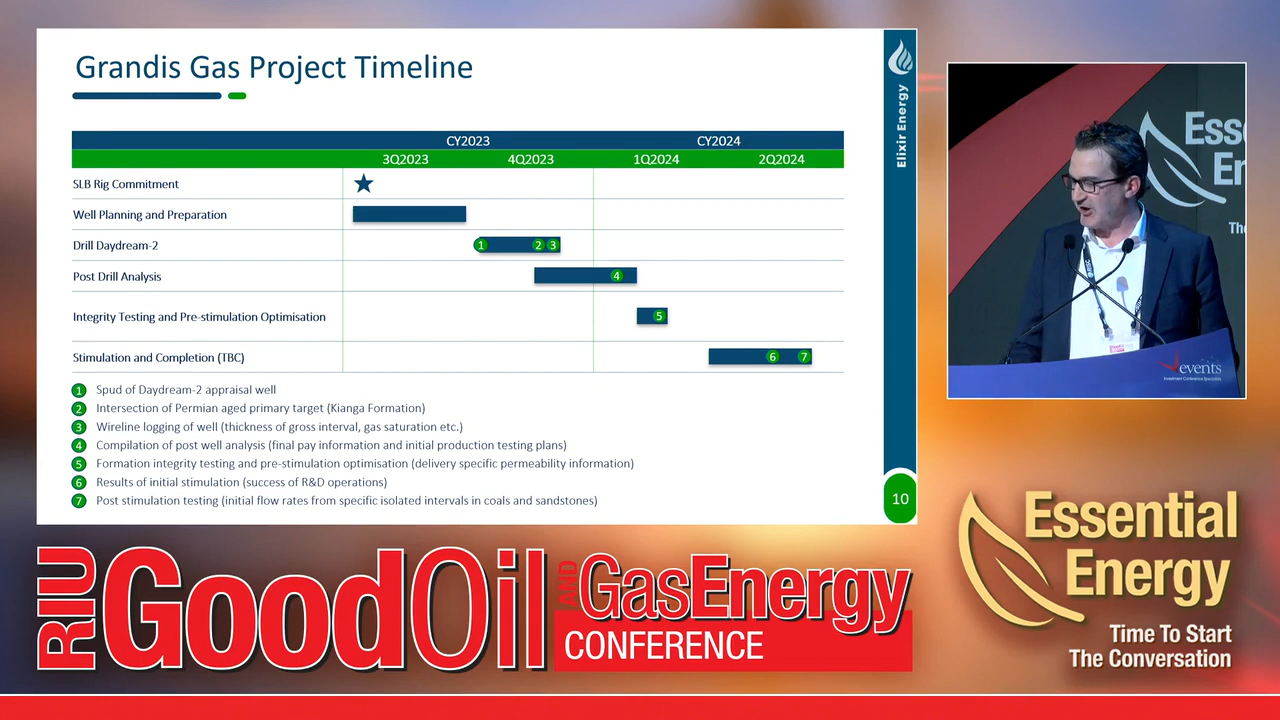 Grandis Gas Project Timeline
CY2023 CY2024
3Q2023 4Q2023 1Q2024 2Q2024
SLB Rig Commitment
Well Planning and Preparation
Drill Daydream-2 1 2 3
Post Drill Analysis 4
Integrity Testing and Pre-stimulation Optimisation 5
Stimulation and Completion (TBC) 6 7
1 Spud of Daydream-2 appraisal well
2 Intersection of Permian aged primary target (Kianga Formation)
3 Wireline logging of well (thickness of gross interval, gas saturation etc.)
4 Compilation of post well analysis (final pay information and initial production testing plans)
5 Formation integrity testing and pre-stimulation optimisation (delivery specific permeability information)
6 Results of initial stimulation (success of R&D operations)
7 Post stimulation testing (initial flow rates from specific isolated intervals in coals and sandstones)
Elixir Energy
10
Ess
En
The
events
Investment Conference Specialists
RIU GoodOil AND GasEnergy
CONFERENCE
Essential
Energy
Time To Start
The Conversation